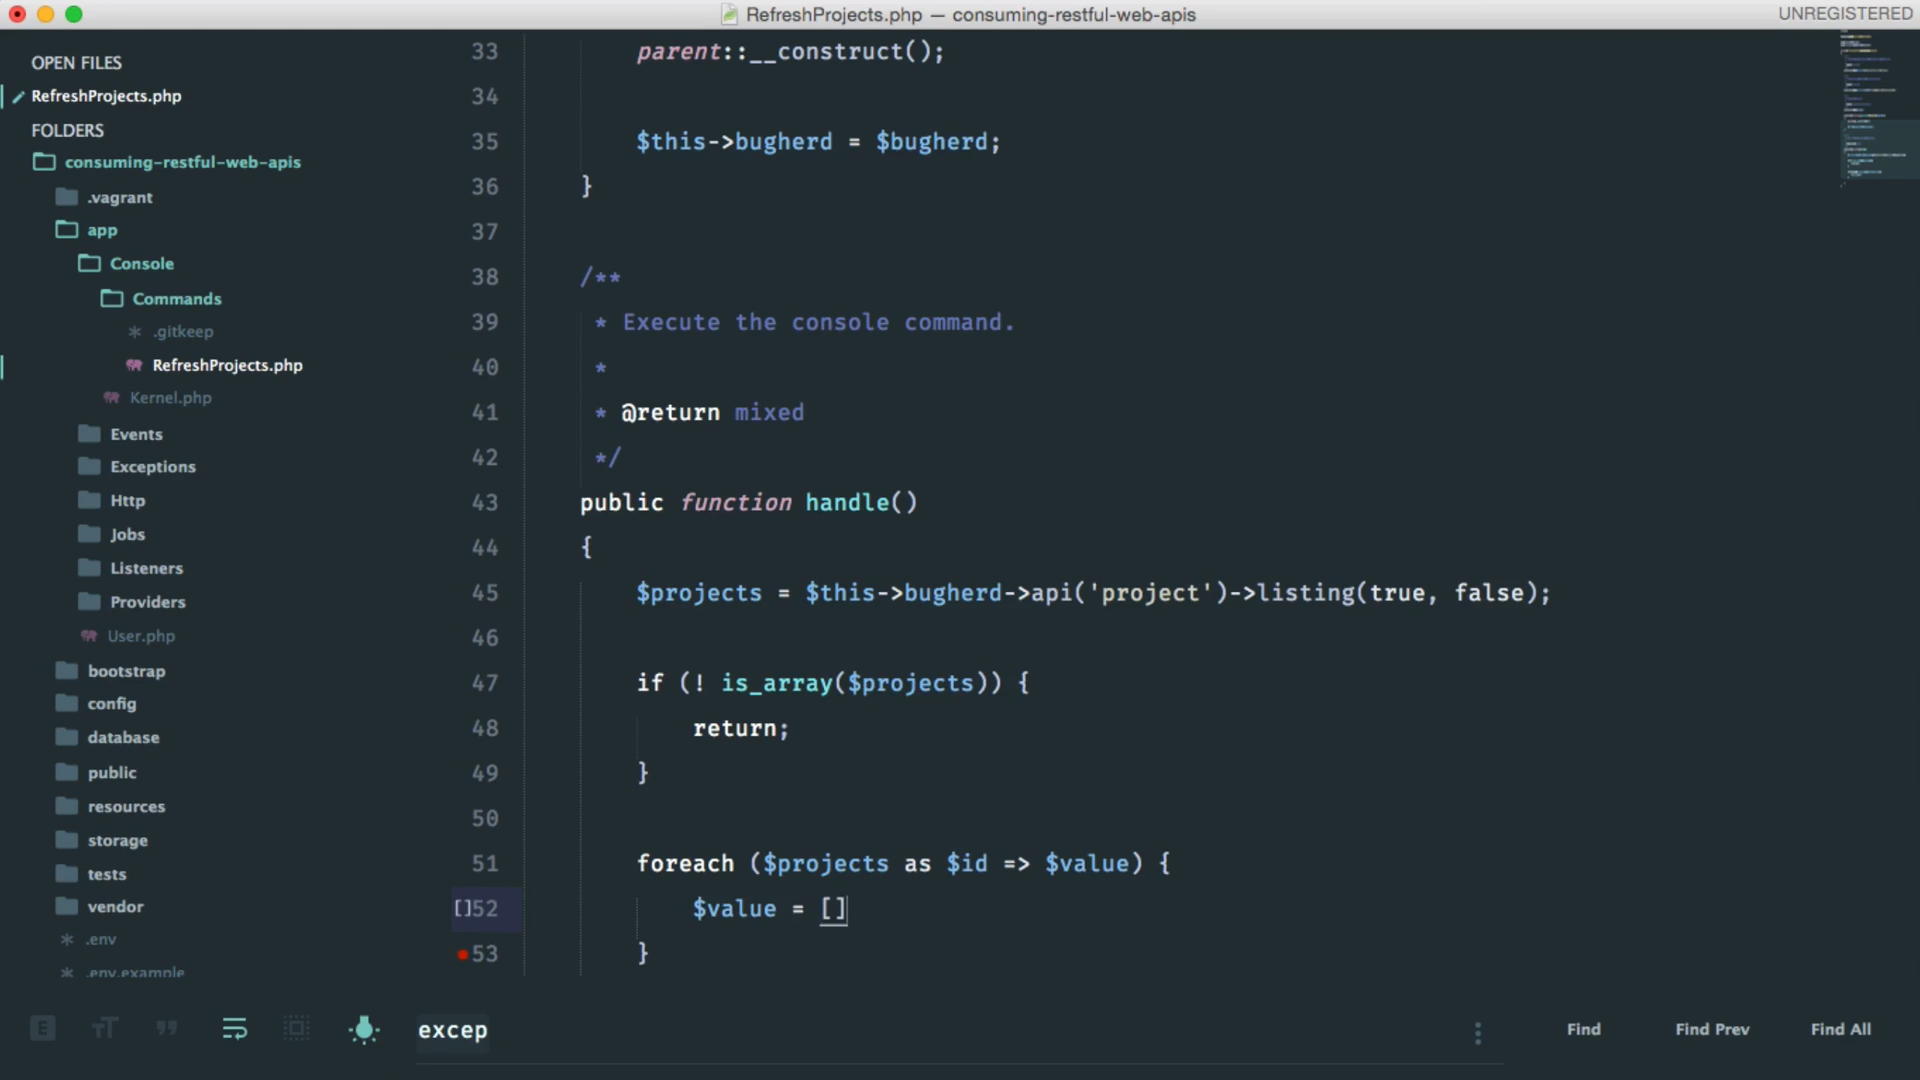 RefreshProjects.php — consuming-restful-web-apis
UNREGISTERED
OPEN FILES
RefreshProjects.php
FOLDERS
consuming-restful-web-apis
.vagrant
app
Console
Commands
.gitkeep
RefreshProjects.php
Kernel.php
Events
Exceptions
Http
Jobs
Listeners
Providers
User.php
bootstrap
config
database
public
resources
storage
tests
vendor
.env
.env.example
33 parent::__construct();
34
35 $this->bugherd = $bugherd;
36 }
37
38 /**
39 * Execute the console command.
40 *
41 * @return mixed
42 */
43 public function handle()
44 {
45 $projects = $this->bugherd->api('project')->listing(true, false);
46
47 if (! is_array($projects)) {
48 return;
49 }
50
51 foreach ($projects as $id => $value) {
[]52 $value = []
53 }
excep
Find
Find Prev
Find All